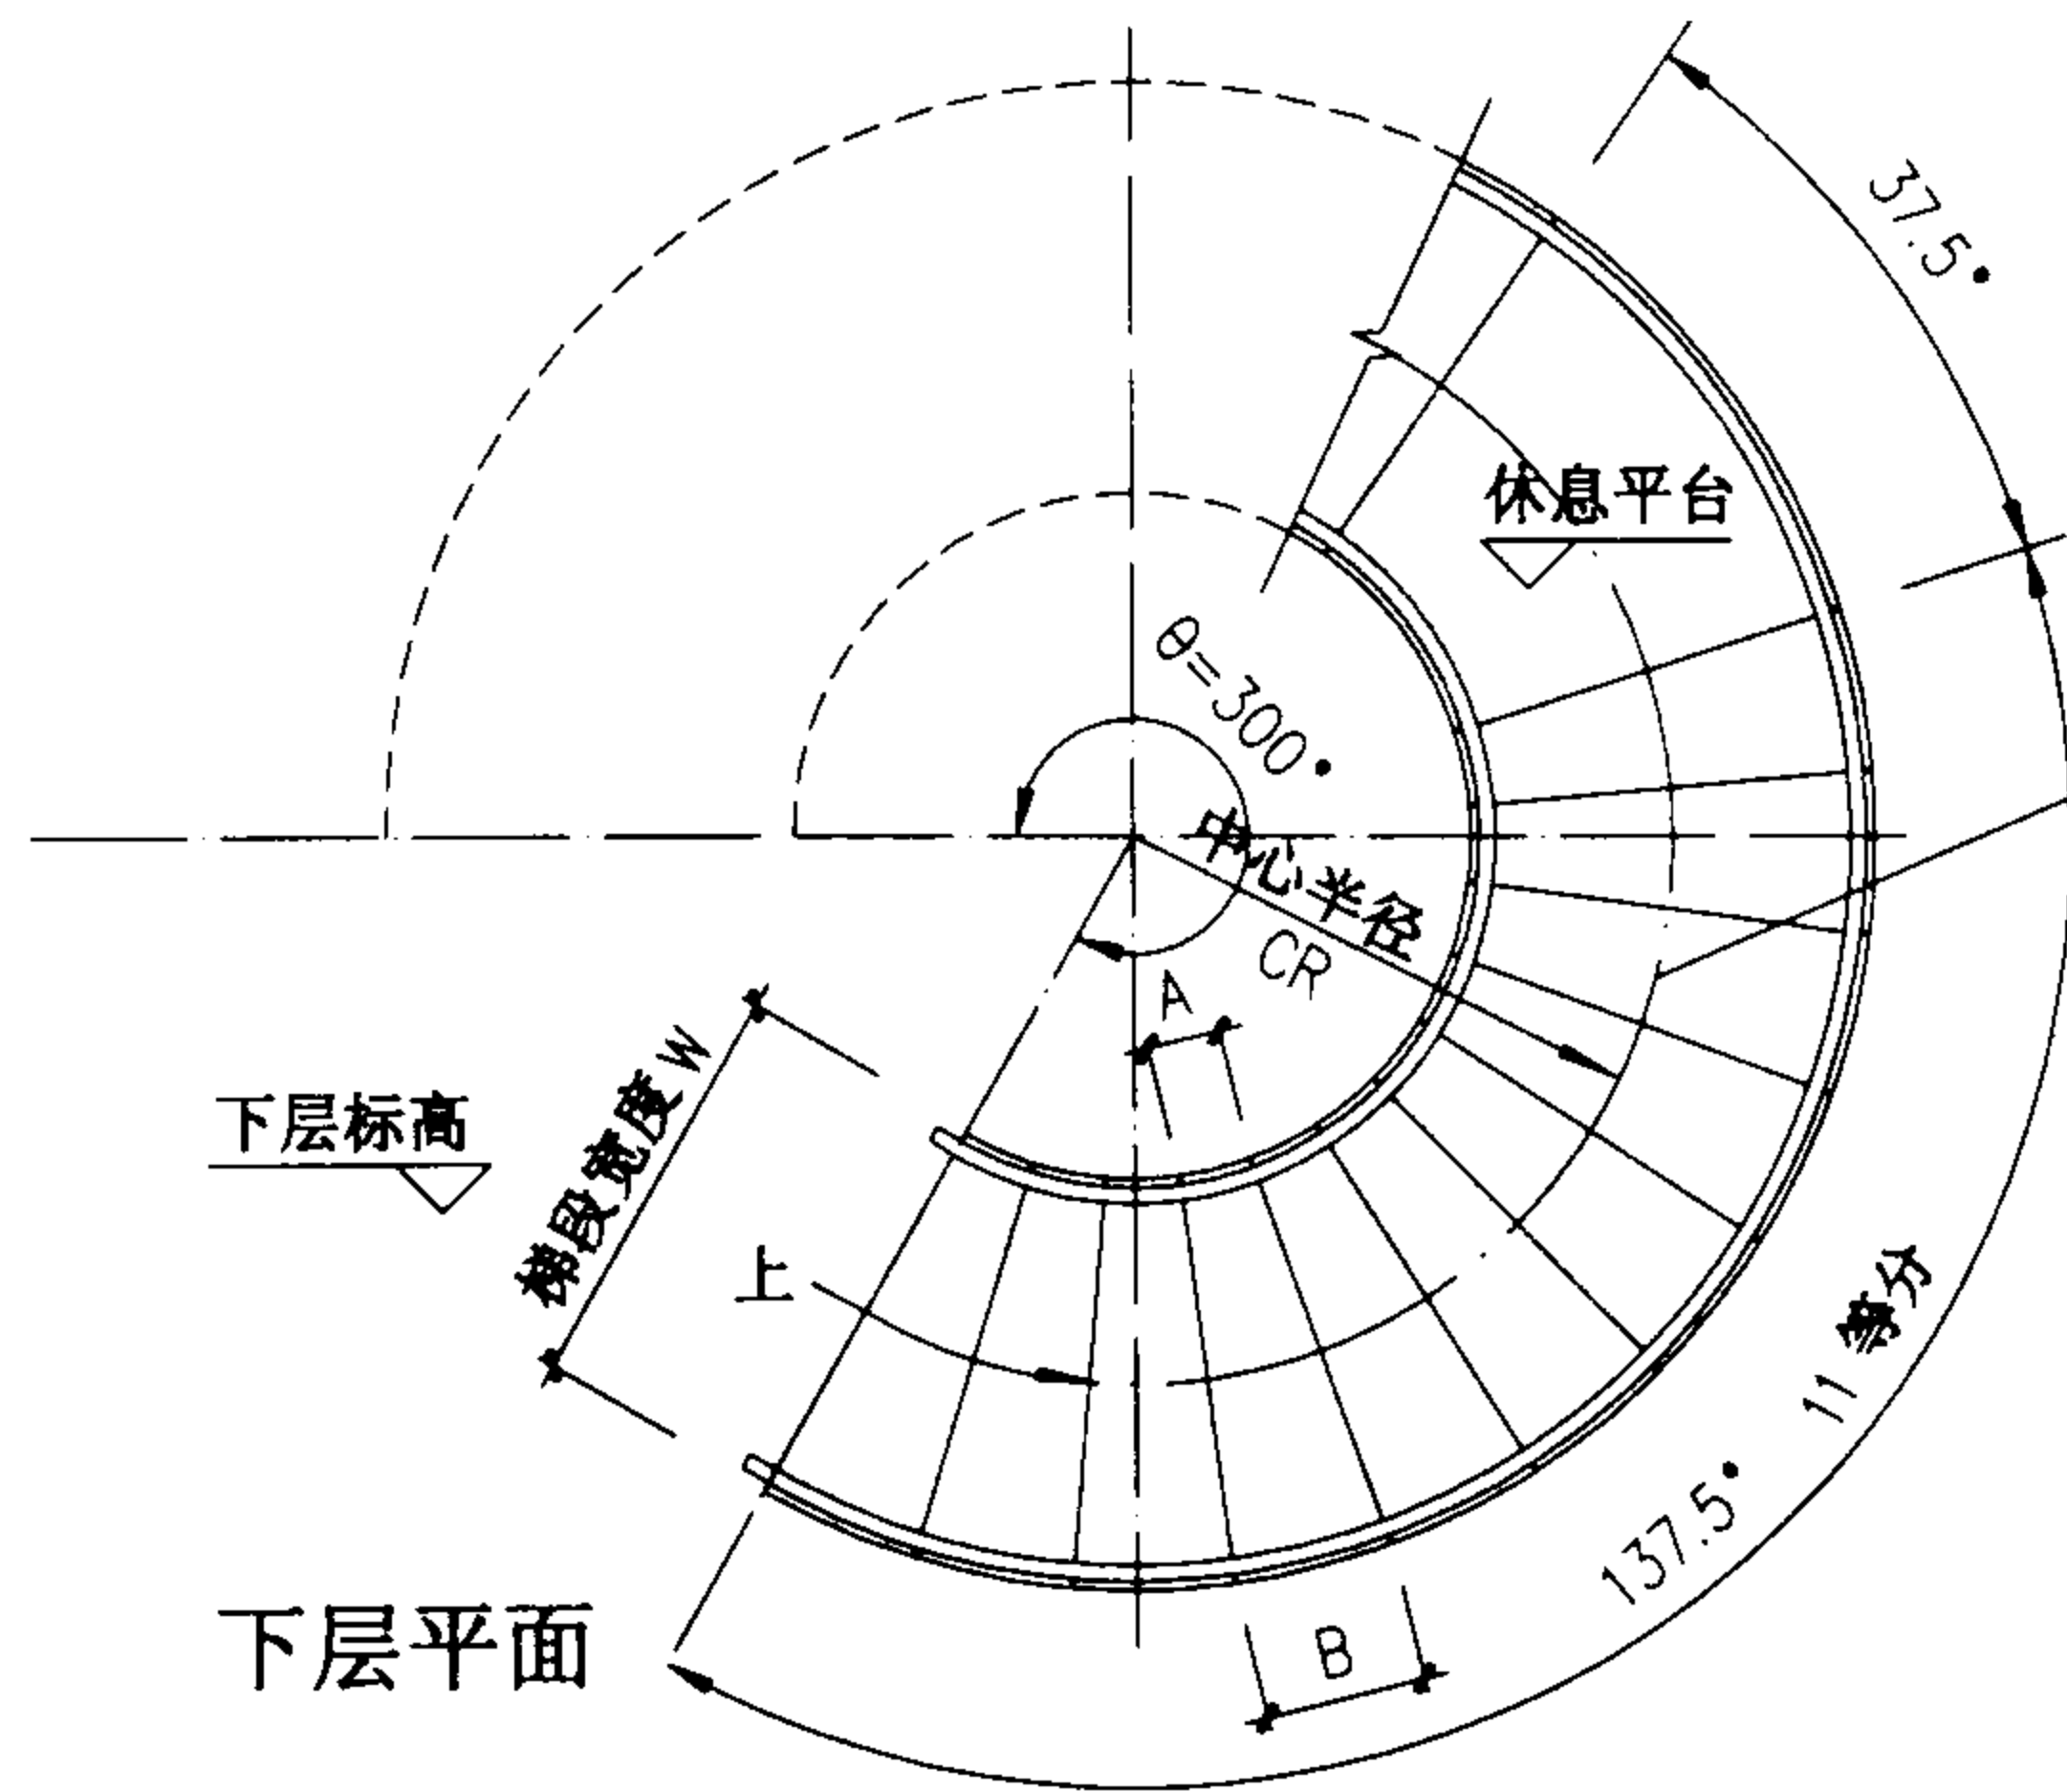 37.5°
休息平台
θ=300°
中心半径
CR
A
梯段宽度 W
下层标高
上
11 等分
137.5°
B
下层平面